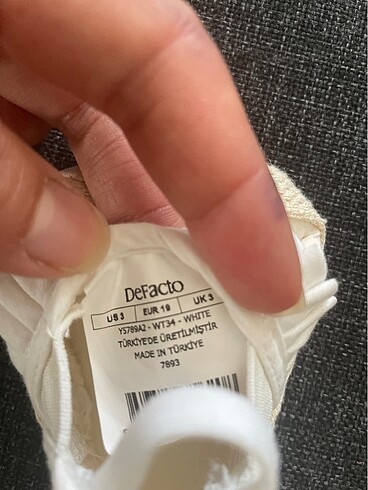 DeFacto
US 3 EUR 19 UK 3
Y5789A2 - WT34 - WHITE
TÜRKİYE'DE ÜRETİLMİŞTİR
MADE IN TÜRKİYE
7893